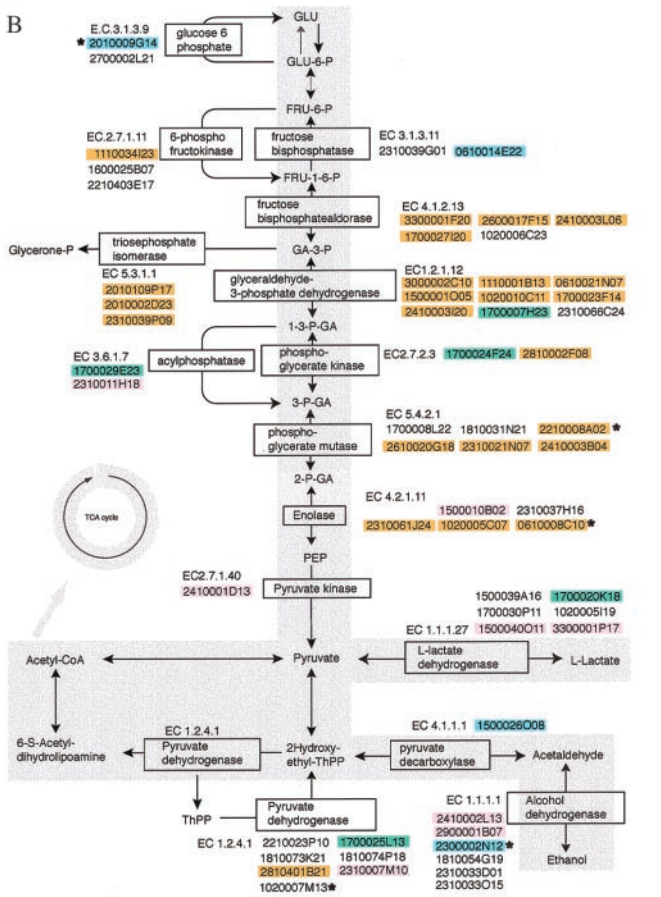 B
GLU
E.C.3.1.3.9
* 2010009G14
2700002L21
glucose 6
phosphate
GLU-6-P
FRU-6-P
EC.2.7.1.11
1110034I23
1600025B07
2210403E17
6-phospho
fructokinase
fructose
bisphosphatase
EC 3.1.3.11
2310039G01 0610014E22
FRU-1-6-P
fructose
bisphosphatealdorase
EC 4.1.2.13
3300001F20 2600017F15 2410003L06
1700027I20 1020006C23
Glycerone-P
triosephosphate
isomerase
GA-3-P
EC 5.3.1.1
2010109P17
2010002D23
2310039P09
glyceraldehyde-
3-phosphate dehydrogenase
EC1.2.1.12
3000002C10 1110001B13 0610021N07
1500001O05 1020010C11 1700023F14
2410003I20 1700007H23 2310066C24
1-3-P-GA
EC 3.6.1.7
1700029E23
2310011H18
acylphosphatase
phospho-
glycerate kinase
EC2.7.2.3 1700024F24 2810002F08
3-P-GA
phospho-
glycerate mutase
EC 5.4.2.1
1700008L22 1810031N21 2210008A02 *
2610020G18 2310021N07 2410003B04
2-P-GA
Enolase
EC 4.2.1.11
1500010B02 2310037H16
2310061J24 1020005C07 0610008C10 *
TCA cycle
PEP
EC2.7.1.40
2410001D13
Pyruvate kinase
1500039A16 1700020K18
1700030P11 1020005I19
EC 1.1.1.27 1500040O11 3300001P17
Acetyl-CoA
Pyruvate
L-lactate
dehydrogenase
L-Lactate
6-S-Acetyl-
dihydrolipoamine
EC 1.2.4.1
Pyruvate
dehydrogenase
2Hydroxy-
ethyl-ThPP
EC 4.1.1.1 1500026O08
pyruvate
decarboxylase
Acetaldehyde
ThPP
Pyruvate
dehydrogenase
EC 1.2.4.1
2210023P10 1700025L13
1810073K21 1810074P18
2810401B21 2310007M10
1020007M13 *
EC 1.1.1.1
2410002L13
2900001B07
2300002N12 *
1810054G19
2310033D01
2310033O15
Alcohol
dehydrogenase
Ethanol